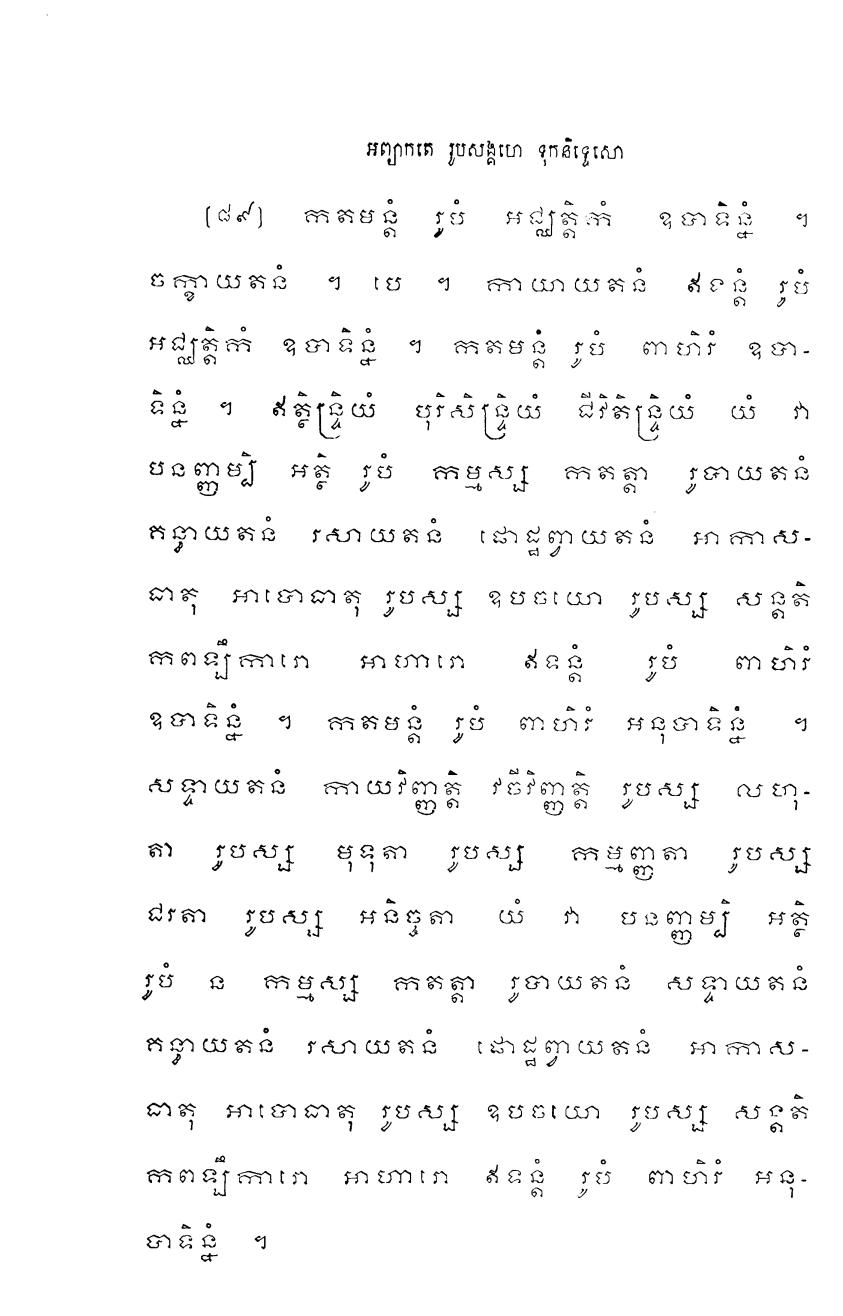 អព្យាកតេ រូបសង្គហេ ទុកនិទ្ទេសោ
[៨៩] កតមន្តំ រូបំ អជ្ឈត្តិកំ ឧបាទិន្នំ ។
ចក្ខាយតនំ ។ បេ ។ កាយាយតនំ ឥទន្តំ រូបំ
អជ្ឈត្តិកំ ឧបាទិន្នំ ។ កតមន្តំ រូបំ ពាហិរំ ឧបា-
ទិន្នំ ។ ឥត្ថិន្ទ្រិយំ បុរិសិន្ទ្រិយំ ជីវិតិន្ទ្រិយំ យំ វា
បនញ្ញម្បិ អត្ថិ រូបំ កម្មស្ស កតត្តា រូបាយតនំ
គន្ធាយតនំ រសាយតនំ ផោដ្ឋព្វាយតនំ អាកាស-
ធាតុ អាបោធាតុ រូបស្ស ឧបចយោ រូបស្ស សន្តតិ
កពឡឹការោ អាហារោ ឥទន្តំ រូបំ ពាហិរំ
ឧបាទិន្នំ ។ កតមន្តំ រូបំ ពាហិរំ អនុបាទិន្នំ ។
សទ្ទាយតនំ កាយវិញ្ញត្តិ វចីវិញ្ញត្តិ រូបស្ស លហុ-
តា រូបស្ស មុទុតា រូបស្ស កម្មញ្ញតា រូបស្ស
ជរតា រូបស្ស អនិច្ចតា យំ វា បនញ្ញម្បិ អត្ថិ
រូបំ ន កម្មស្ស កតត្តា រូបាយតនំ សទ្ទាយតនំ
គន្ធាយតនំ រសាយតនំ ផោដ្ឋព្វាយតនំ អាកាស-
ធាតុ អាបោធាតុ រូបស្ស ឧបចយោ រូបស្ស សន្តតិ
កពឡឹការោ អាហារោ ឥទន្តំ រូបំ ពាហិរំ អនុ-
បាទិន្នំ ។